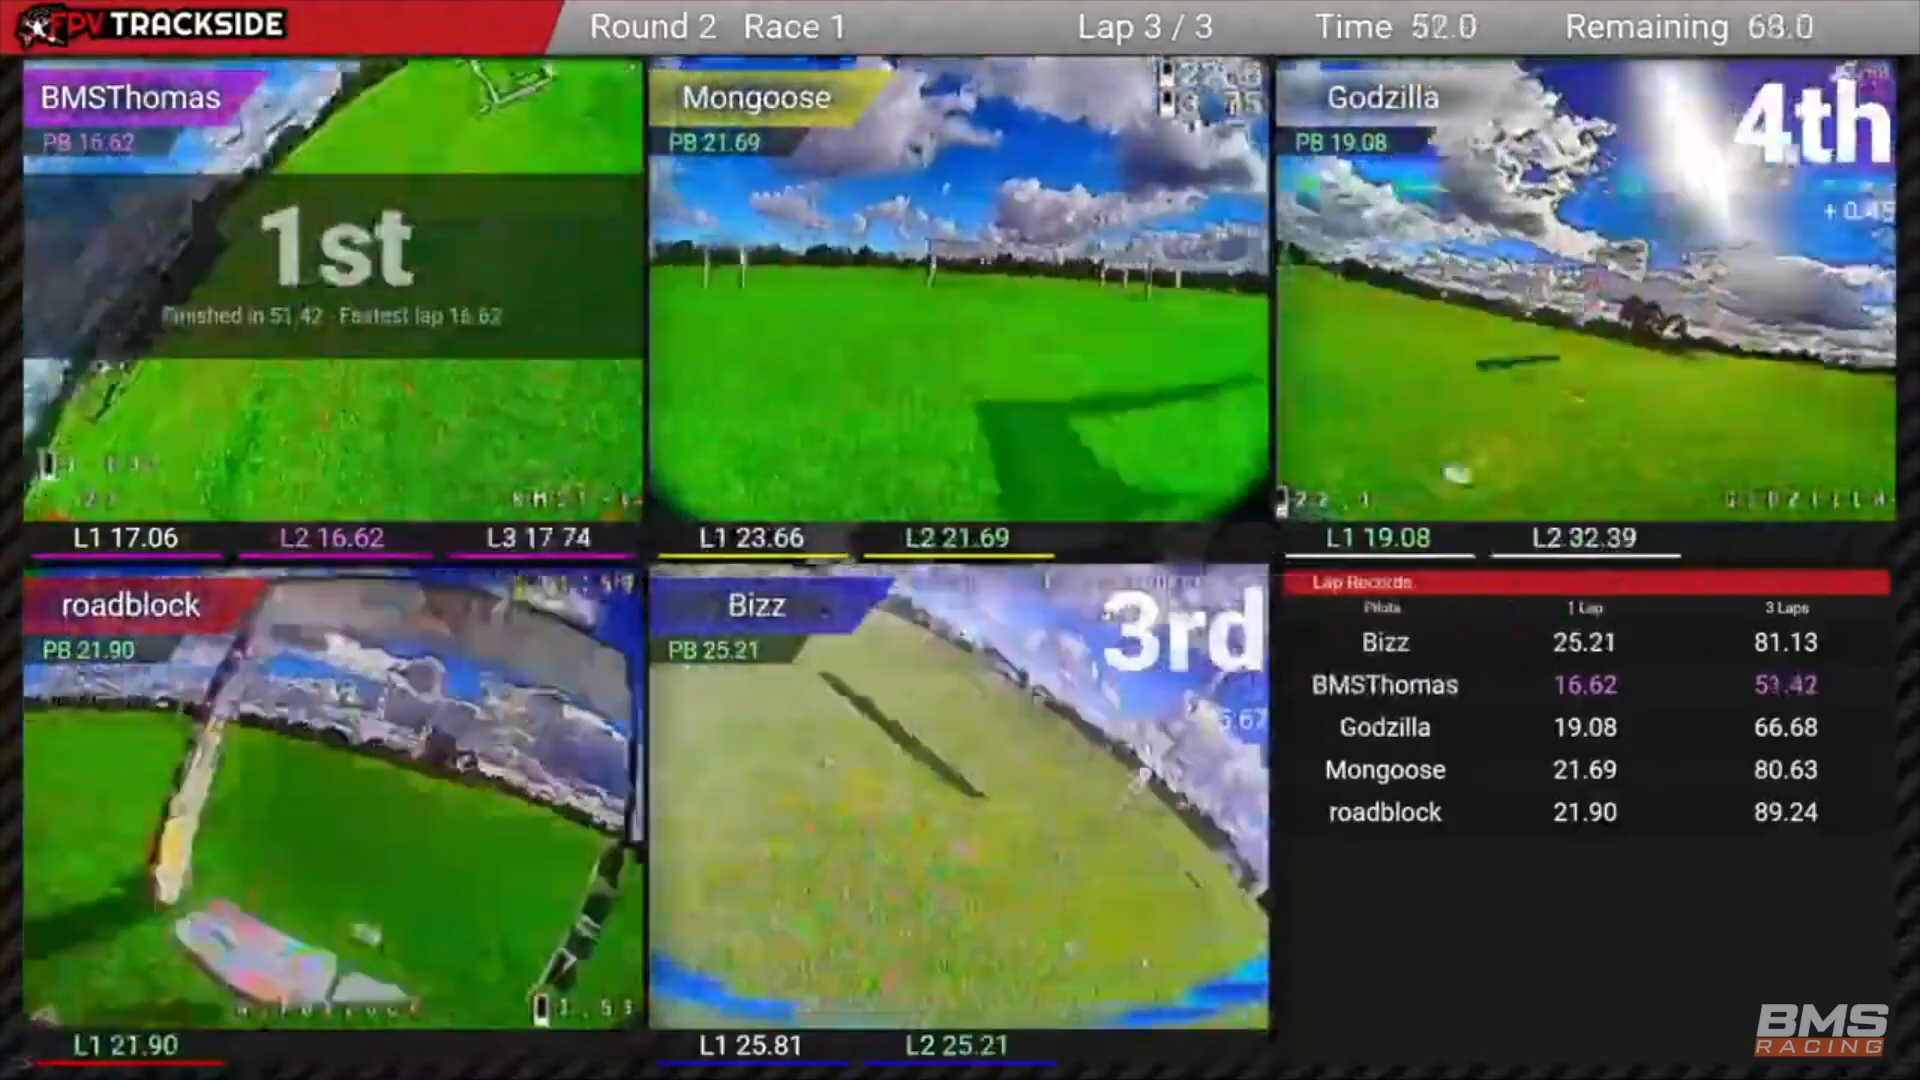 FPV TRACKSIDE
Round 2 Race 1
Lap 3 / 3
Time
Remaining
BMSThomas
PB 16.62
1st
Finished in 51.42 - Fastest lap 16.62
L1 17.06
L2 16.62
L3 17 74
Mongoose
PB 21.69
L1 23.66
L2 21.69
Godzilla
PB 19.08
4th
+ 0.45
GODZILLA
L1 19.08
L2 32.39
roadblock
PB 21.90
L1 21.90
Bizz
PB 25.21
3rd
L1 25.81
L2 25.21
Lap Records
Pilots 1 Lap 3 Laps
Bizz 25.21 81.13
BMSThomas 16.62 51.42
Godzilla 19.08 66.68
Mongoose 21.69 80.63
roadblock 21.90 89.24
BMS
RACING